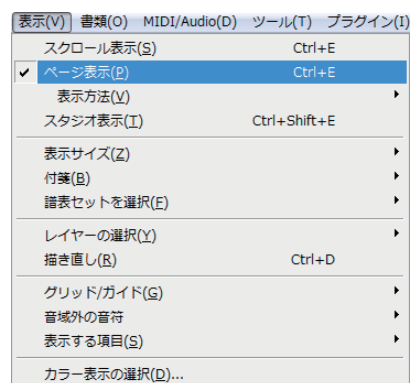 表示(V) 書類(O) MIDI/Audio(D) ツール(T) プラグイン(I)
スクロール表示(S) Ctrl+E
✔ ページ表示(P) Ctrl+E
表示方法(V)
スタジオ表示(T) Ctrl+Shift+E
表示サイズ(Z)
付箋(B)
譜表セットを選択(F)
レイヤーの選択(Y)
描き直し(R) Ctrl+D
グリッド/ガイド(G)
音域外の音符
表示する項目(S)
カラー表示の選択(D)...